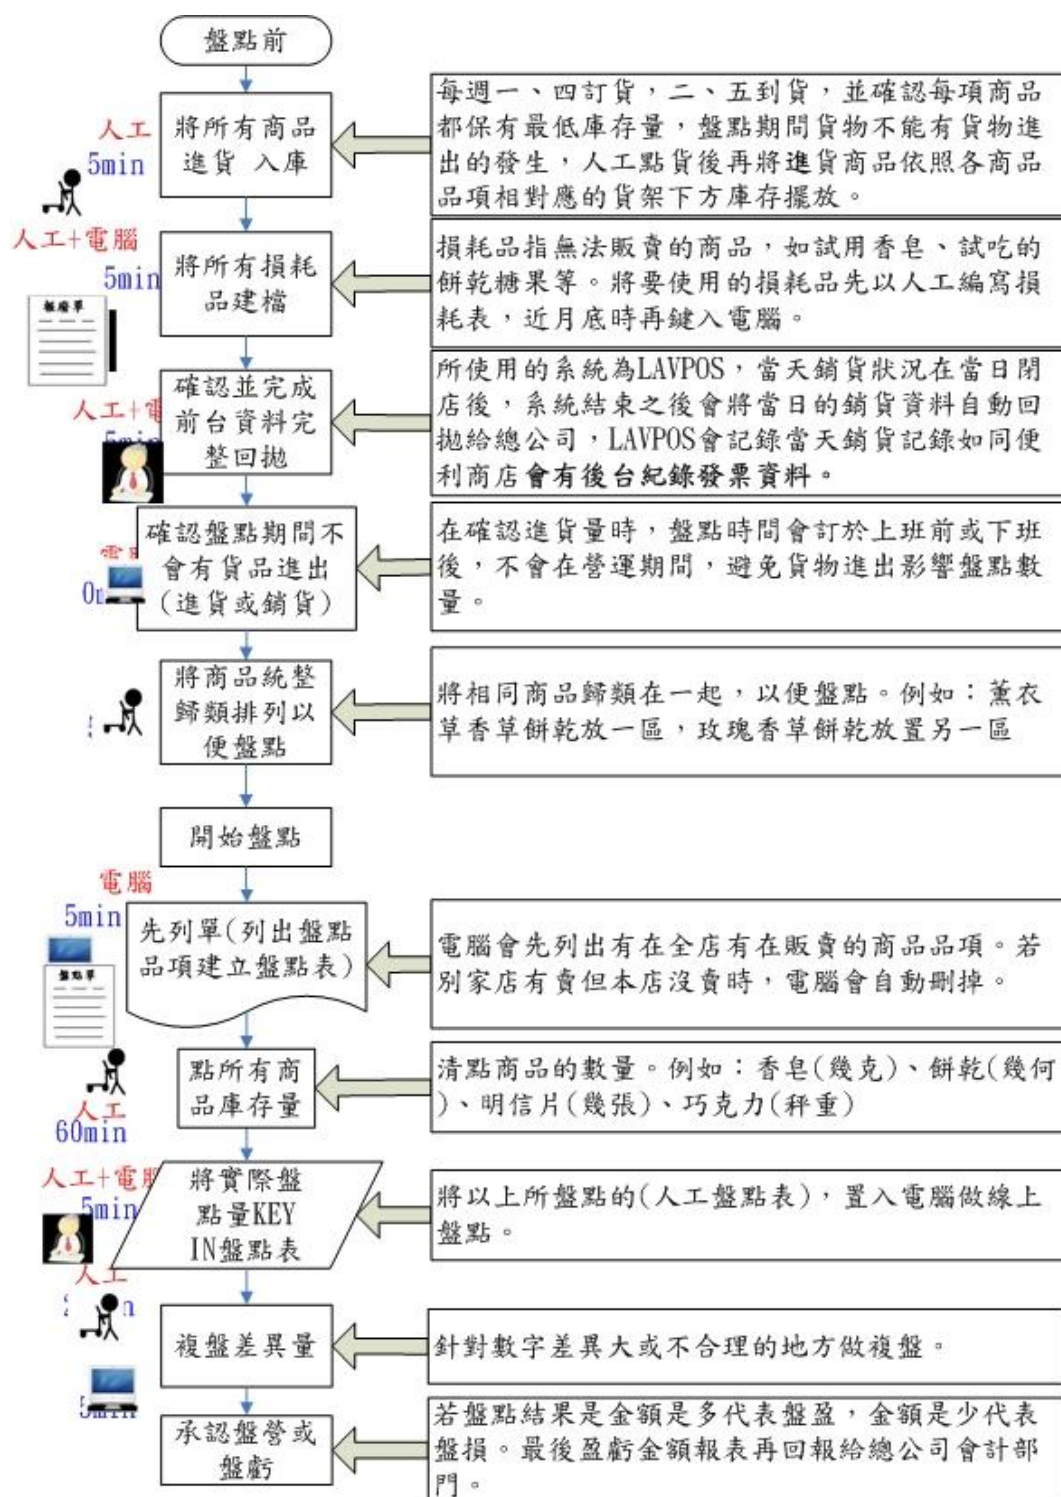 盤點前
人工
5min
將所有商品
進貨 入庫
每週一、四訂貨，二、五到貨，並確認每項商品
都保有最低庫存量，盤點期間貨物不能有貨物進
出的發生，人工點貨後再將進貨商品依照各商品
品項相對應的貨架下方庫存擺放。
人工+電腦
5min
報廢單
將所有損耗
品建檔
損耗品指無法販賣的商品，如試用香皂、試吃的
餅乾糖果等。將要使用的損耗品先以人工編寫損
耗表，近月底時再鍵入電腦。
人工+電
5min
確認並完成
前台資料完
整回拋
所使用的系統為LAVPOS，當天銷貨狀況在當日閉
店後，系統結束之後會將當日的銷貨資料自動回
拋給總公司，LAVPOS會記錄當天銷貨記錄如同便
利商店會有後台紀錄發票資料。
確認盤點期間不
會有貨品進出
(進貨或銷貨)
在確認進貨量時，盤點時間會訂於上班前或下班
後，不會在營運期間，避免貨物進出影響盤點數
量。
將商品統整
歸類排列以
便盤點
將相同商品歸類在一起，以便盤點。例如：薰衣
草香草餅乾放一區，玫瑰香草餅乾放置另一區
開始盤點
電腦
5min
盤點單
先列單(列出盤點
品項建立盤點表)
電腦會先列出有在全店有在販賣的商品品項。若
別家店有賣但本店沒賣時，電腦會自動刪掉。
人工
60min
點所有商
品庫存量
清點商品的數量。例如：香皂(幾克)、餅乾(幾何
)、明信片(幾張)、巧克力(秤重)
人工+電腦
5min
將實際盤
點量KEY
IN盤點表
將以上所盤點的(人工盤點表)，置入電腦做線上
盤點。
人工
複盤差異量
針對數字差異大或不合理的地方做複盤。
5min
承認盤營或
盤虧
若盤點結果是金額是多代表盤盈，金額是少代表
盤損。最後盈虧金額報表再回報給總公司會計部
門。